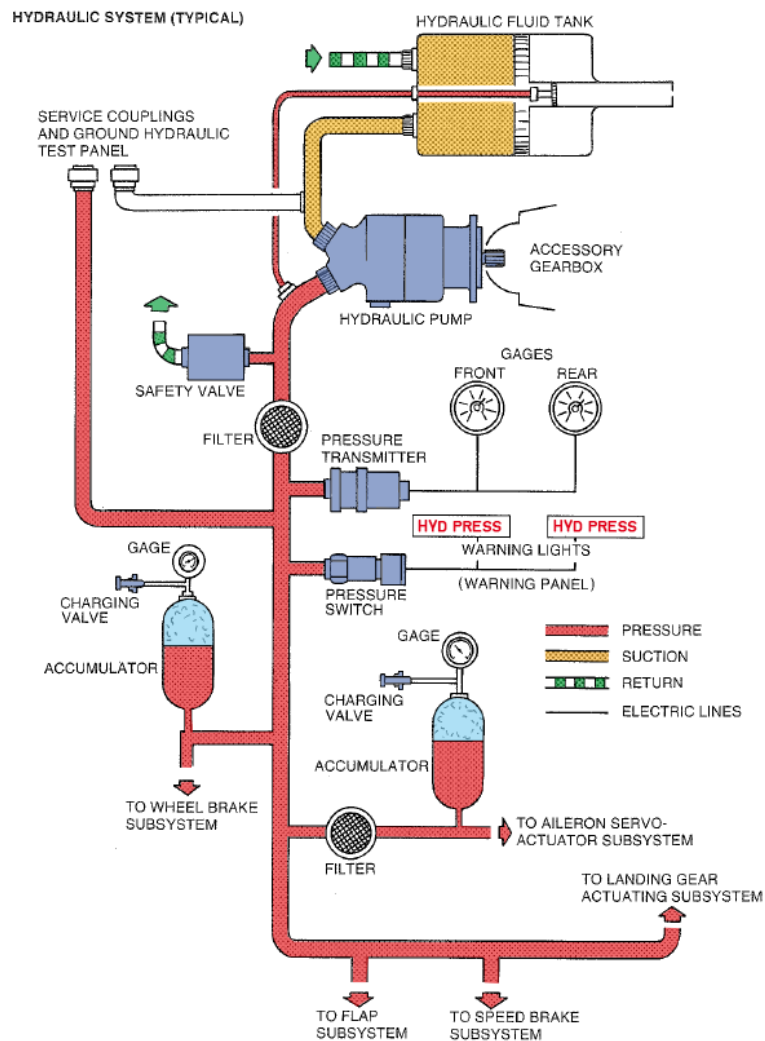 HYDRAULIC SYSTEM (TYPICAL)
HYDRAULIC FLUID TANK
SERVICE COUPLINGS
AND GROUND HYDRAULIC
TEST PANEL
ACCESSORY
GEARBOX
HYDRAULIC PUMP
SAFETY VALVE
GAGES
FRONT
REAR
FILTER
PRESSURE
TRANSMITTER
HYD PRESS
HYD PRESS
WARNING LIGHTS
(WARNING PANEL)
PRESSURE
SWITCH
GAGE
CHARGING
VALVE
ACCUMULATOR
GAGE
CHARGING
VALVE
ACCUMULATOR
PRESSURE
SUCTION
RETURN
ELECTRIC LINES
TO WHEEL BRAKE
SUBSYSTEM
FILTER
TO AILERON SERVO-
ACTUATOR SUBSYSTEM
TO LANDING GEAR
ACTUATING SUBSYSTEM
TO FLAP
SUBSYSTEM
TO SPEED BRAKE
SUBSYSTEM